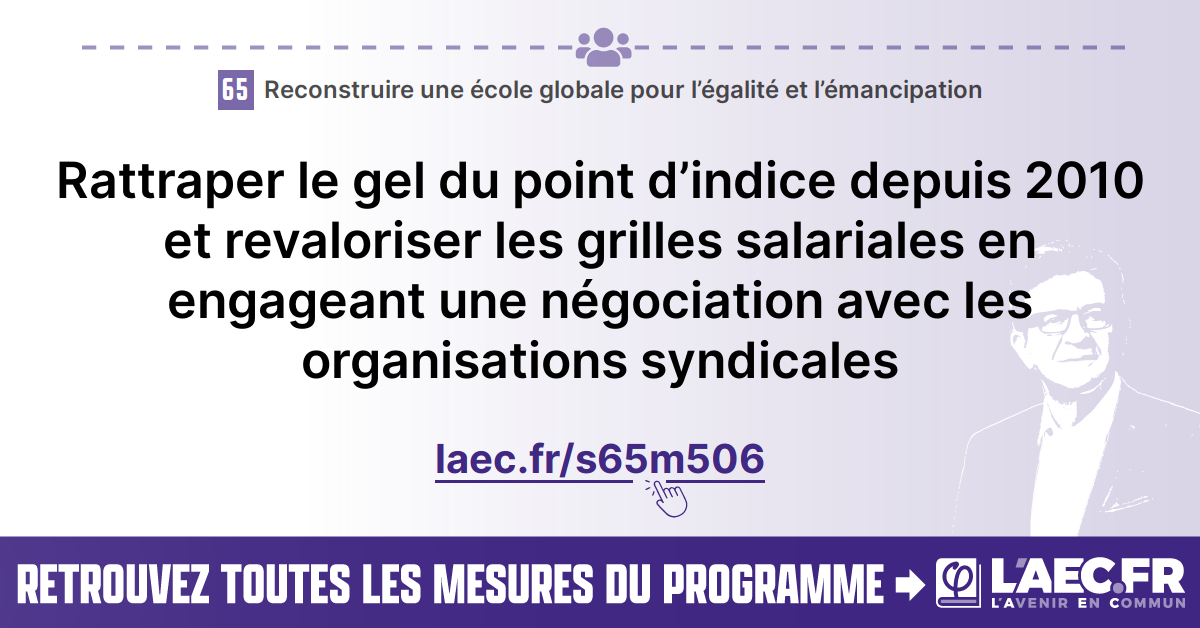 65 Reconstruire une école globale pour l’égalité et l’émancipation
Rattraper le gel du point d’indice depuis 2010
et revaloriser les grilles salariales en
engageant une négociation avec les
organisations syndicales
laec.fr/s65m506
RETROUVEZ TOUTES LES MESURES DU PROGRAMME
L’AEC.FR
L’AVENIR EN COMMUN